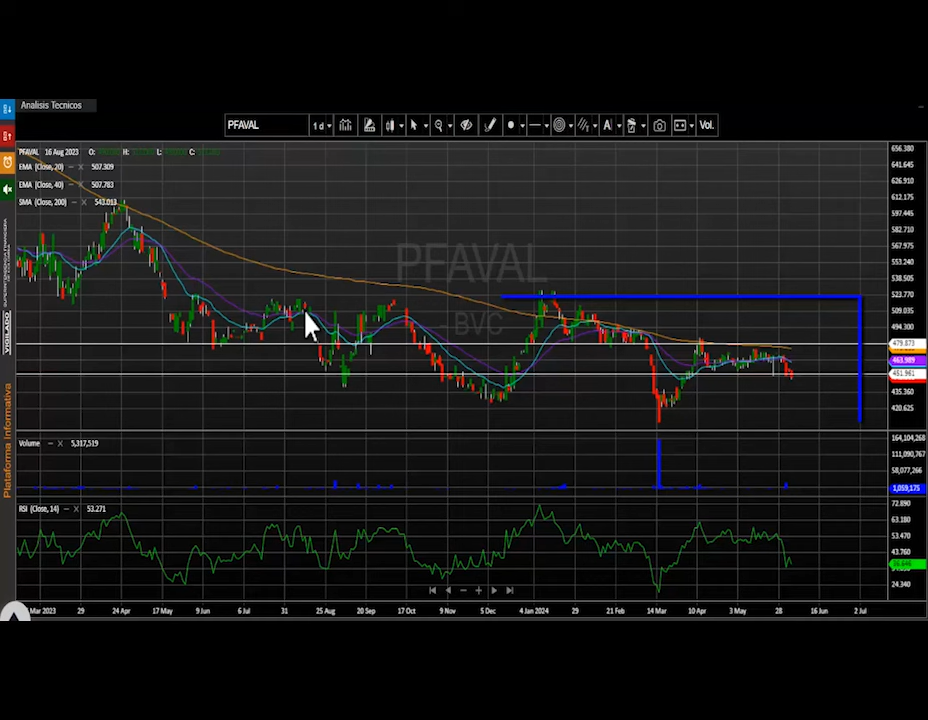 Analisis Tecnicos
PFAVAL 1 d Vol.
PFAVAL 16 Aug 2023 O: H: L: C:
EMA (Close, 20) 507.309
EMA (Close, 40) 507.783
SMA (Close, 200) 543.013
PFAVAL
- BVC
656.380
641.645
626.910
612.175
597.445
582.710
567.975
553.240
538.505
523.770
509.035
494.300
479.873
463.989
451.961
435.360
420.625
Volume 5,317,519
164,104,268
111,090,767
58,077,266
1,059,175
RSI (Close, 14) 53.271
72.890
63.180
53.470
43.760
24.340
Mar 2023 29 24 Apr 17 May 9 Jun 6 Jul 31 25 Aug 20 Sep 17 Oct 9 Nov 5 Dec 4 Jan 2024 29 21 Feb 14 Mar 10 Apr 3 May 28 16 Jun 2 Jul
VIGILADO
Plataforma informativa